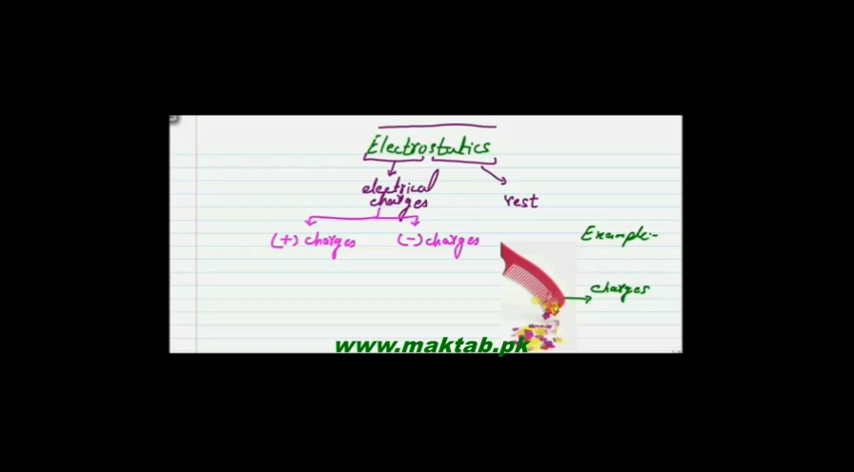 Electrostatics
electrical
charges
rest
(+) charges
(-) charges
Example:-
charges
www.maktab.pk